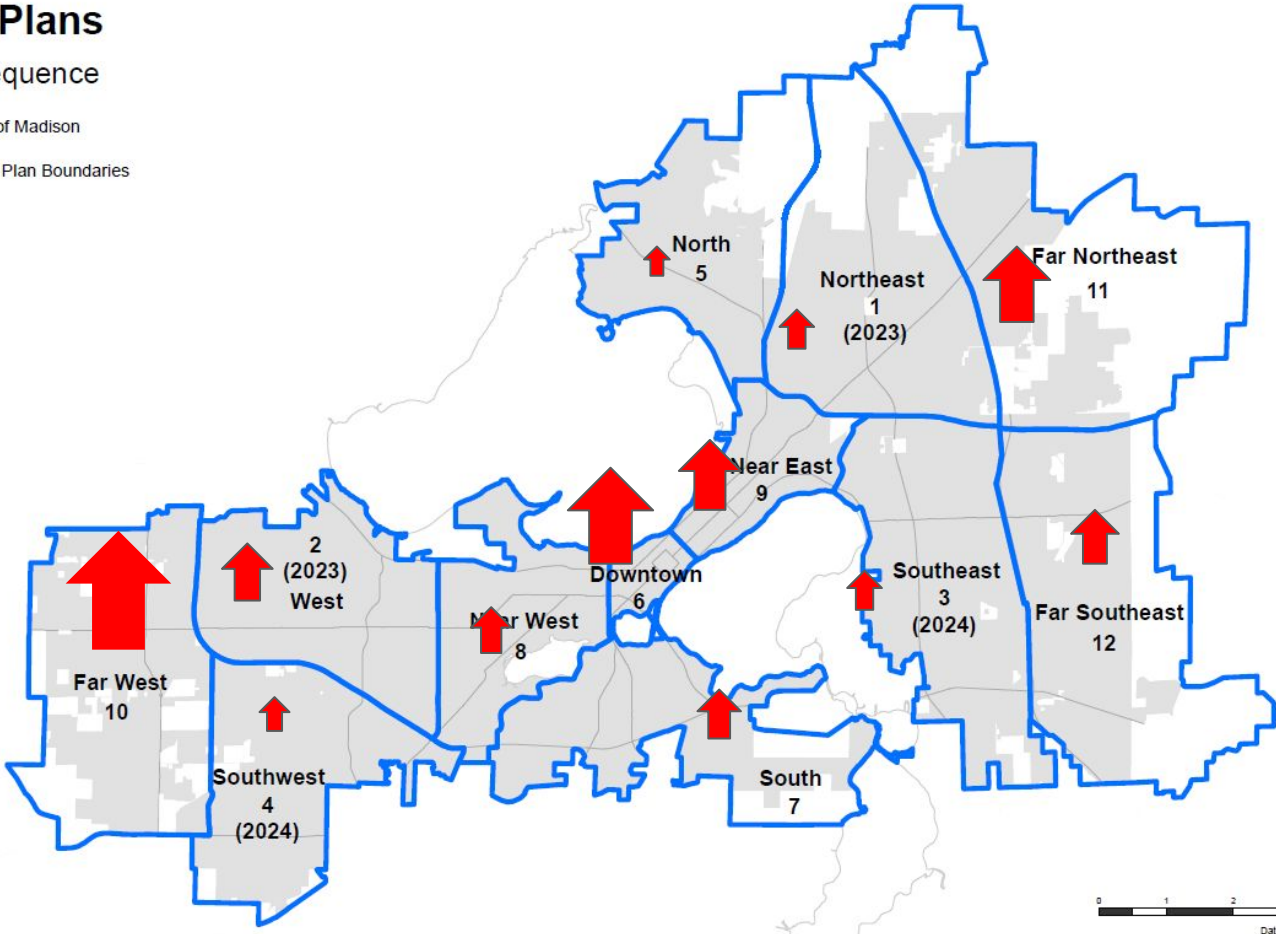 Plans
equence
of Madison
Plan Boundaries
North
5
Northeast
1
(2023)
Far Northeast
11
Near East
9
2
(2023)
West
Downtown
6
Near West
8
Southeast
3
(2024)
Far Southeast
12
Far West
10
Southwest
4
(2024)
South
7
0 1 2
Dat